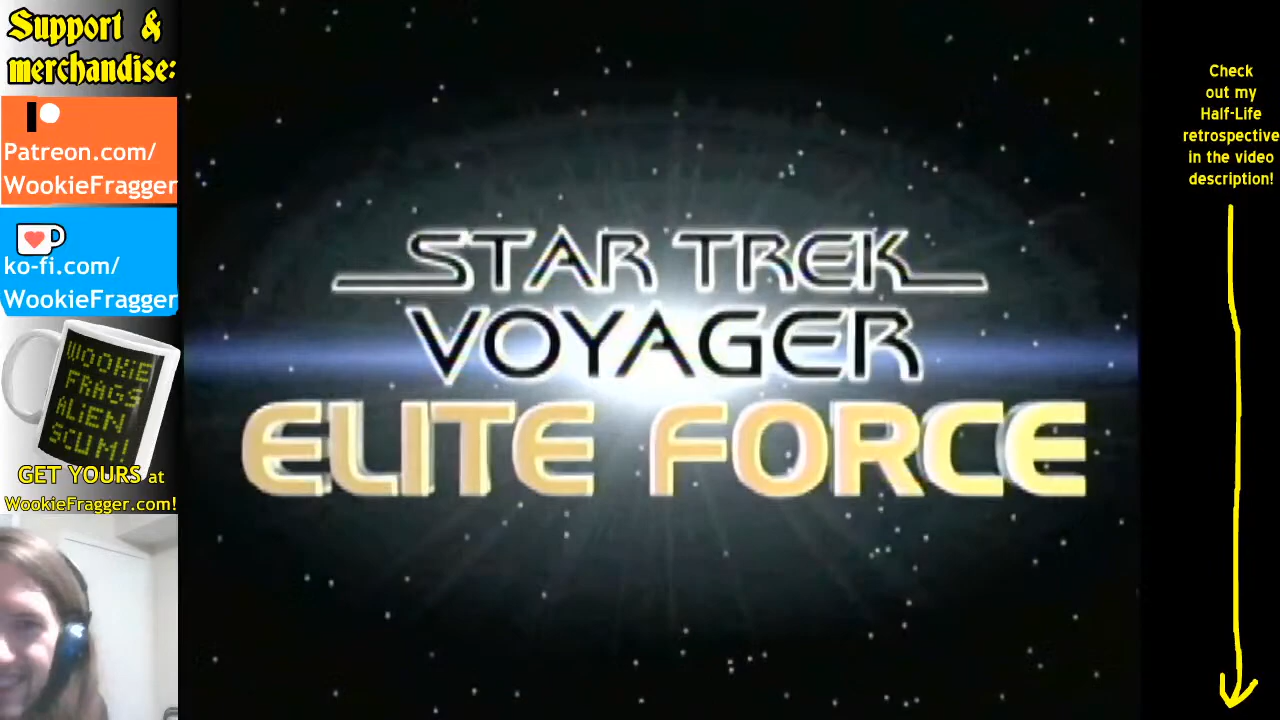 Support &
merchandise:
Patreon.com/
WookieFragger
ko-fi.com/
WookieFragger
WOOKIE
FRAGS
ALIEN
SCUM!
GET YOURS at
WookieFragger.com!
STAR TREK
VOYAGER
ELITE FORCE
Check
out my
Half-Life
retrospective
in the video
description!